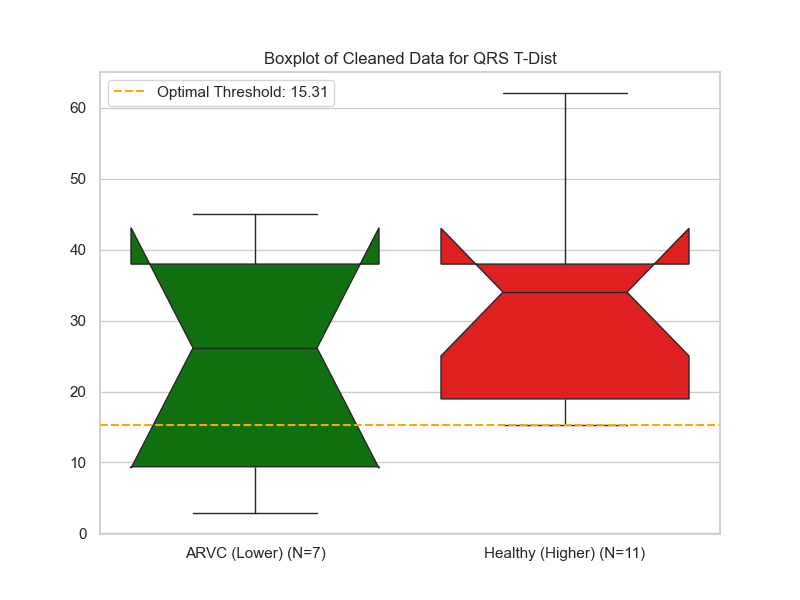 Boxplot of Cleaned Data for QRS T-Dist
Optimal Threshold: 15.31
60
50
40
30
20
10
0
ARVC (Lower) (N=7)
Healthy (Higher) (N=11)